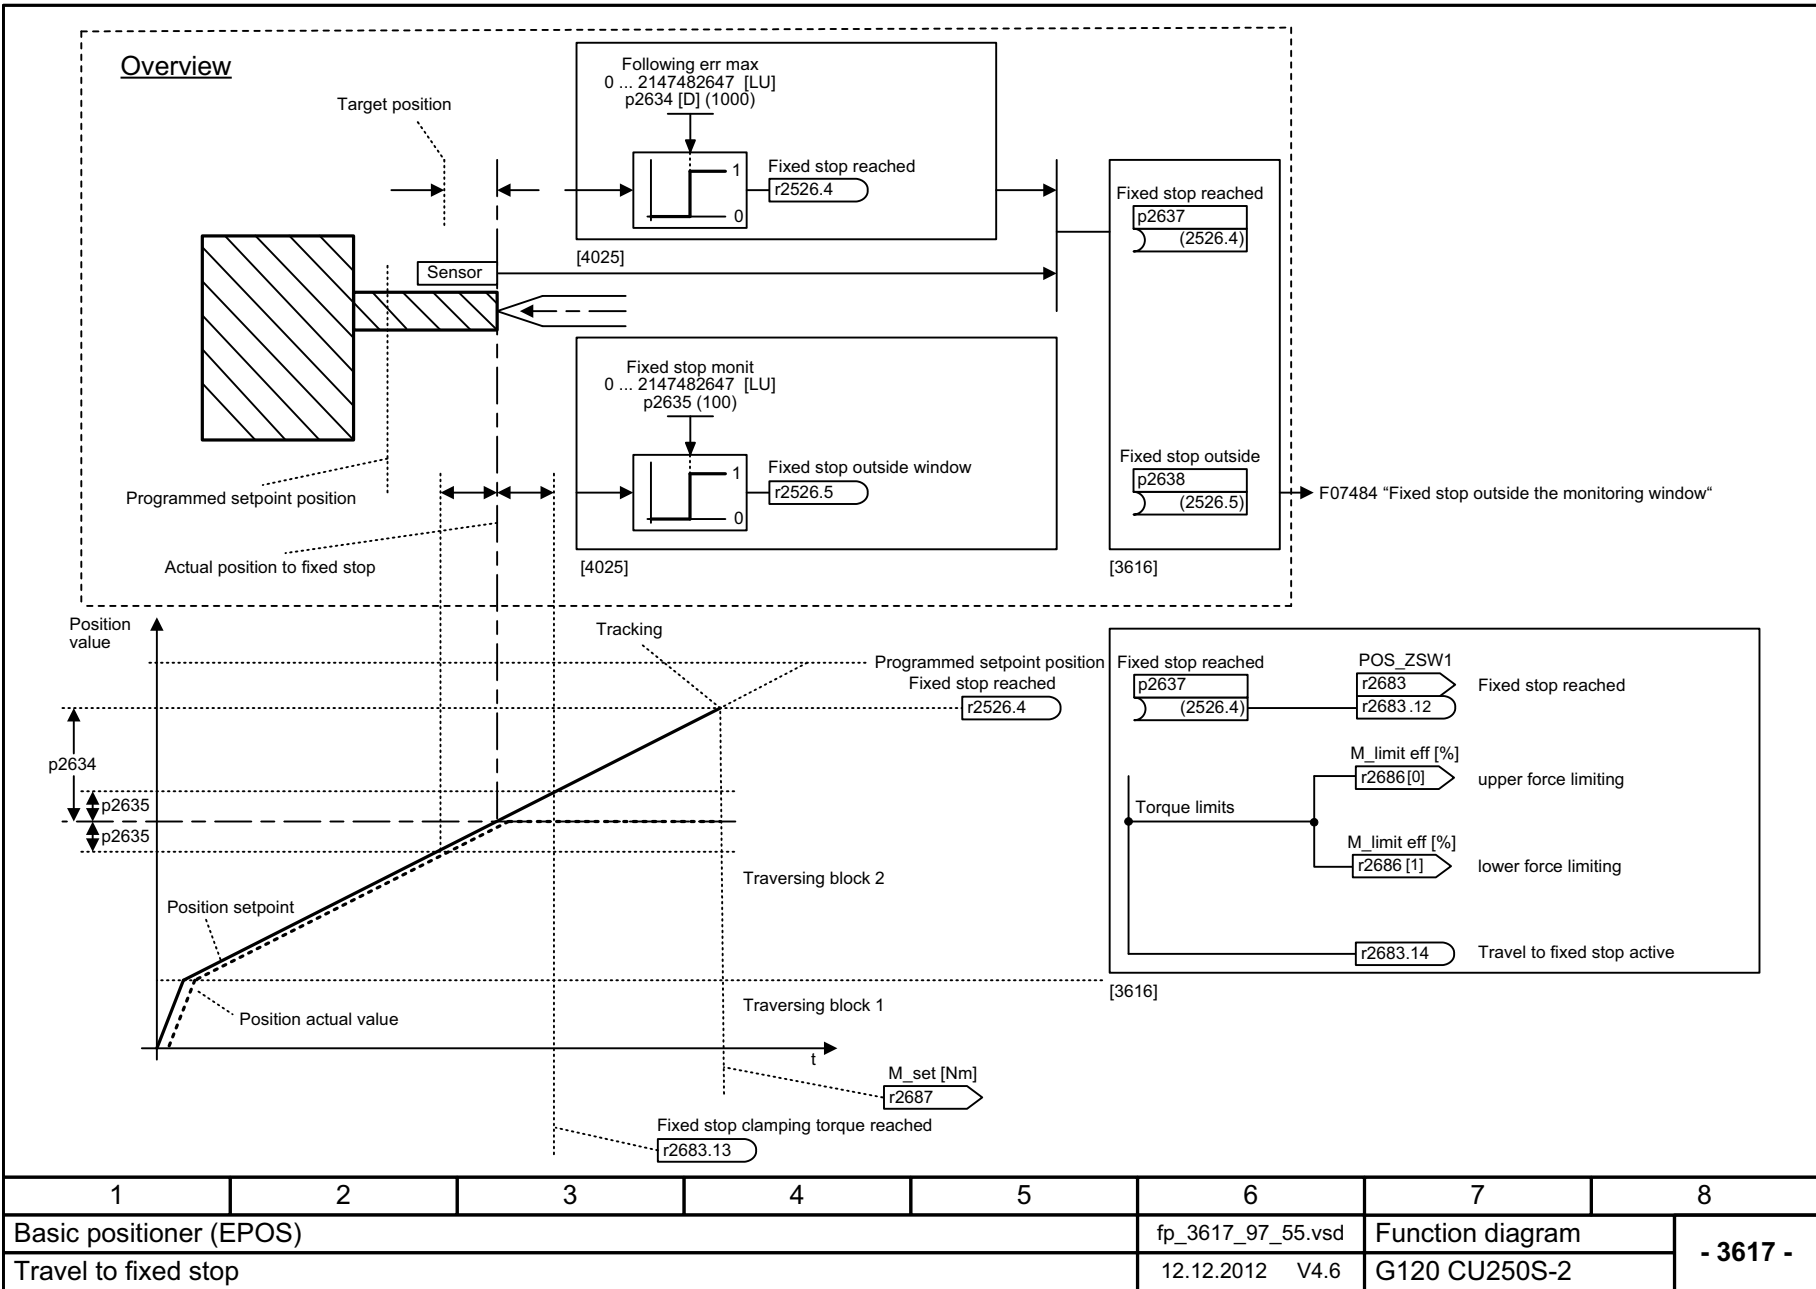 Overview
Target position
Following err max
0 ... 2147482647 [LU]
p2634 [D] (1000)
1
0
Fixed stop reached
r2526.4
[4025]
Fixed stop reached
p2637
(2526.4)
Sensor
Fixed stop monit
0 ... 2147482647 [LU]
p2635 (100)
1
0
Fixed stop outside window
r2526.5
[4025]
Fixed stop outside
p2638
(2526.5)
[3616]
F07484 “Fixed stop outside the monitoring window“
Programmed setpoint position
Actual position to fixed stop
Position
value
Tracking
Programmed setpoint position
Fixed stop reached
r2526.4
p2634
p2635
p2635
Traversing block 2
Position setpoint
Traversing block 1
Position actual value
t
M_set [Nm]
r2687
Fixed stop clamping torque reached
r2683.13
Fixed stop reached
p2637
(2526.4)
POS_ZSW1
r2683
r2683.12
Fixed stop reached
M_limit eff [%]
r2686[0]
upper force limiting
Torque limits
M_limit eff [%]
r2686 [1]
lower force limiting
r2683.14
Travel to fixed stop active
[3616]
1 2 3 4 5 6 7 8
Basic positioner (EPOS)
fp_3617_97_55.vsd
Function diagram
- 3617 -
Travel to fixed stop
12.12.2012 V4.6
G120 CU250S-2